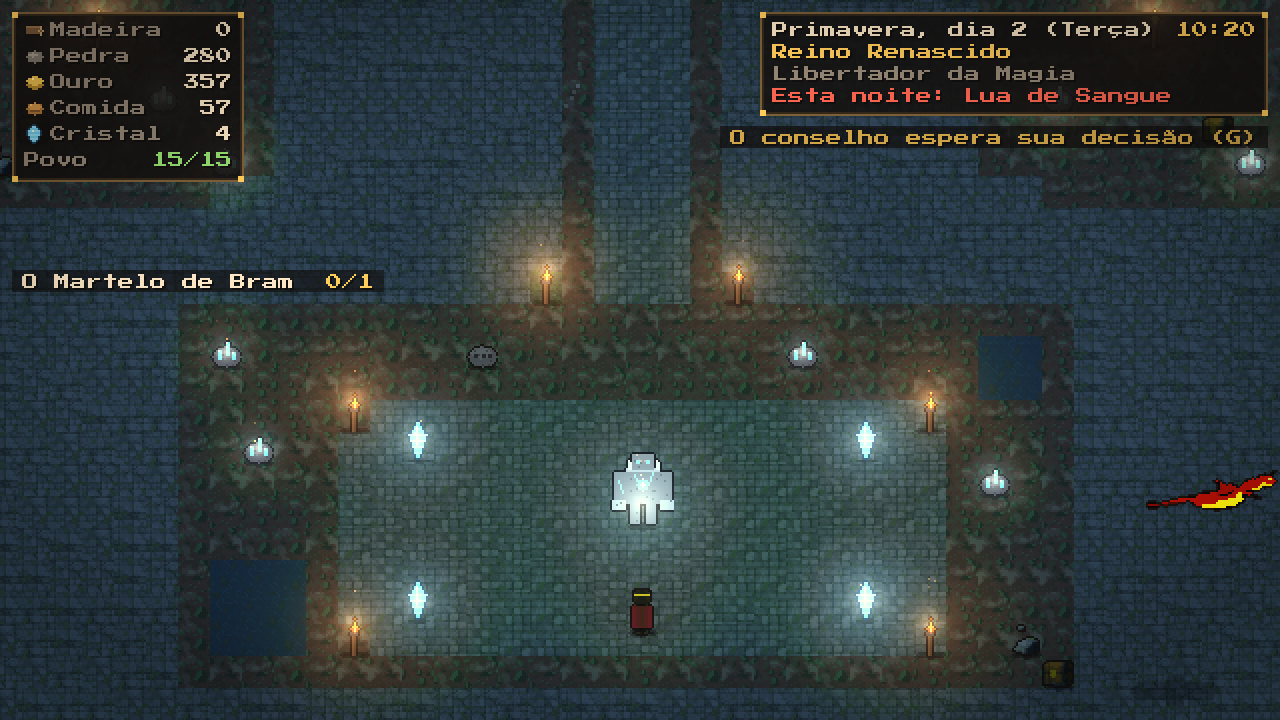 Madeira 0
Pedra 280
Ouro 357
Comida 57
Cristal 4
Povo 15/15
Primavera, dia 2 (Terça) 10:20
Reino Renascido
Libertador da Magia
Esta noite: Lua de Sangue
O conselho espera sua decisão (G)
O Martelo de Bram 0/1